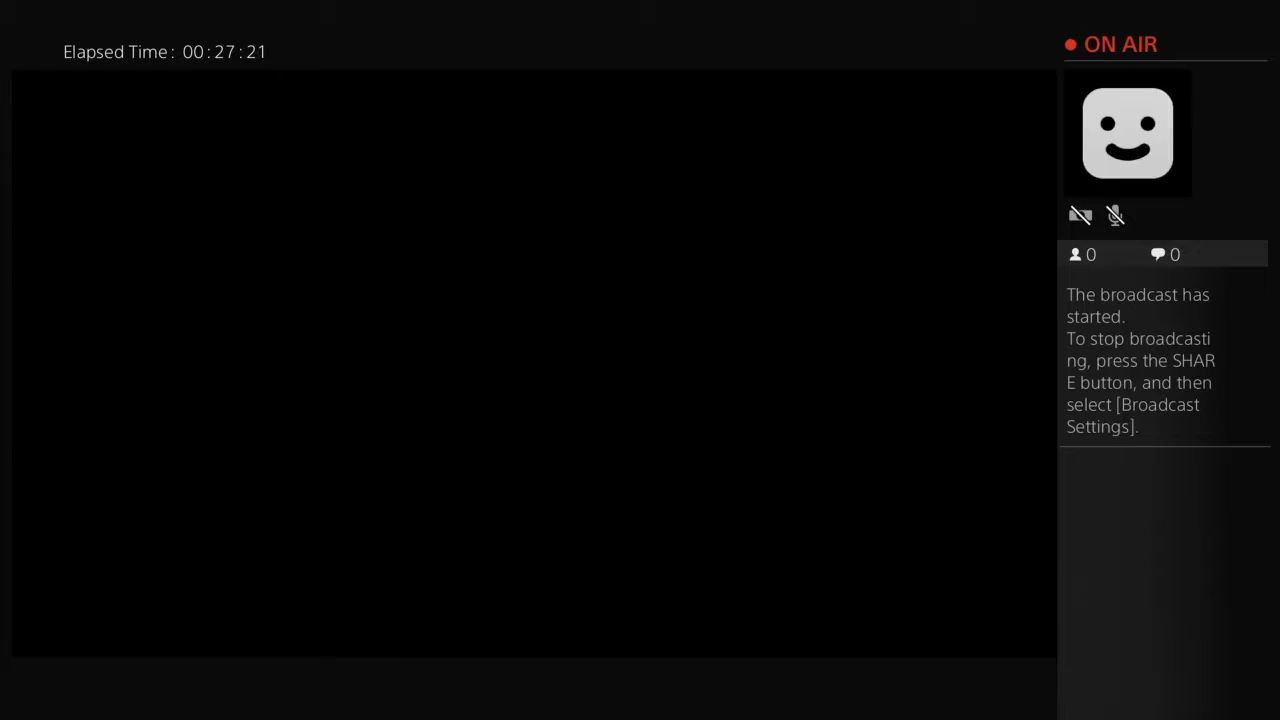 Elapsed Time: 00:27:21
ON AIR
0 0
The broadcast has
started.
To stop broadcasti
ng, press the SHAR
E button, and then
select [Broadcast
Settings].